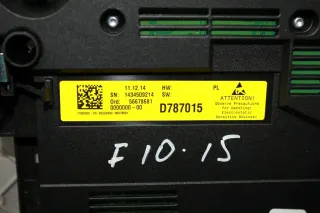 11.12.14 HW: PL
SN: 1434509214 SW:
Ord: 56678681
0000000-00 D787015
ATTENTION!
Observe Precautions
for Handling
Electrostatic
Sensitive Devices
F10.15